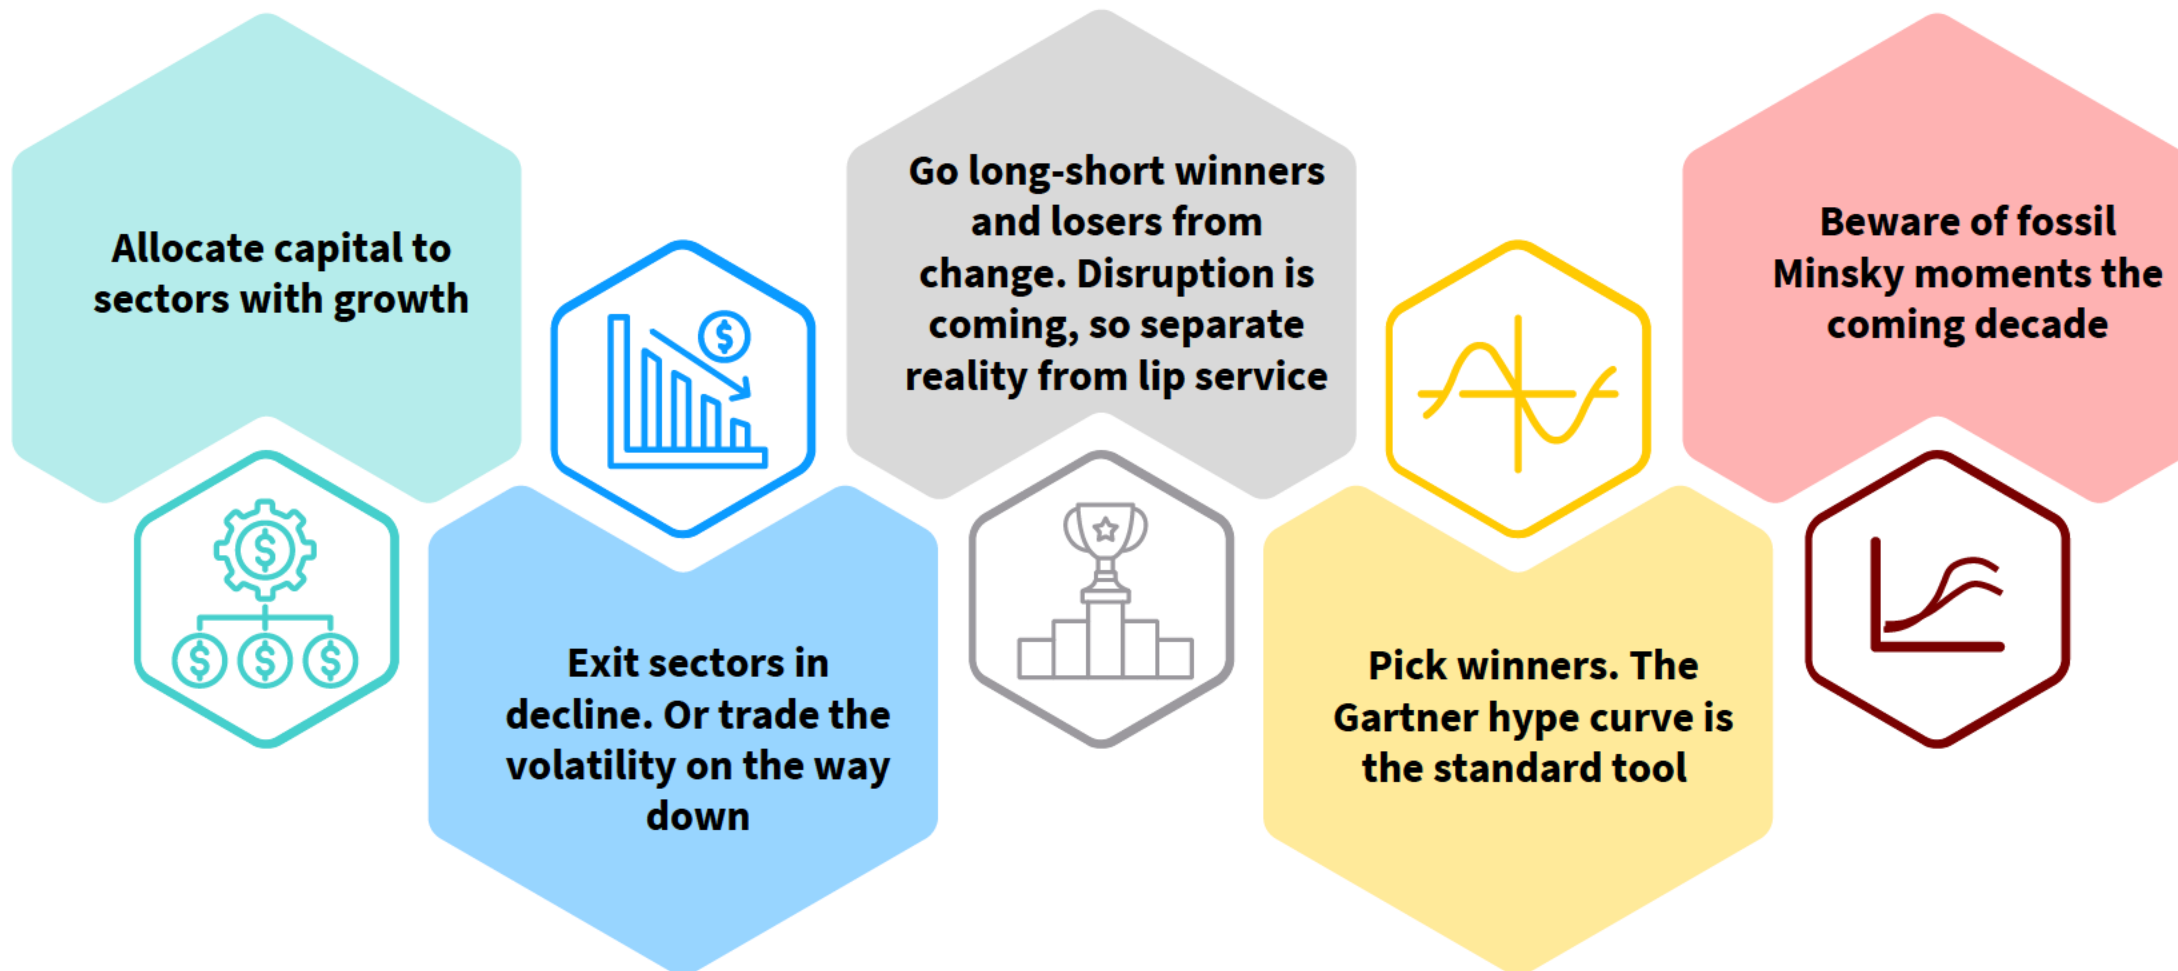 Allocate capital to
sectors with growth
Exit sectors in
decline. Or trade the
volatility on the way
down
Go long-short winners
and losers from
change. Disruption is
coming, so separate
reality from lip service
Pick winners. The
Gartner hype curve is
the standard tool
Beware of fossil
Minsky moments the
coming decade